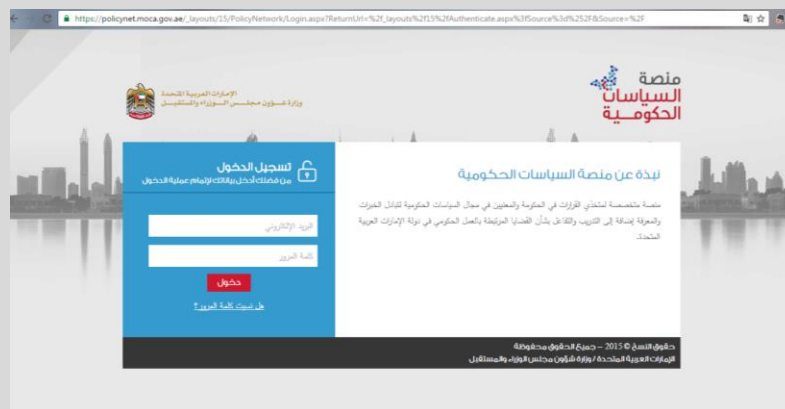 https://policynet.moca.gov.ae/_layouts/15/PolicyNetwork/Login.aspx?ReturnUrl=%2f_layouts%2f15%2fAuthenticate.aspx%3fSource%3d%252F&Source=%2F
منصة
السياسات
الحكومية
الإمارات العربية المتحدة
وزارة شؤون مجلس الوزراء والمستقبل
تسجيل الدخول
من فضلك أدخل بياناتك لإتمام عملية الدخول
البريد الإلكتروني
كلمة المرور
دخول
هل نسيت كلمة المرور؟
نبذة عن منصة السياسات الحكومية
منصة متخصصة لمتخذي القرارات في الحكومة والمعنيين في مجال السياسات الحكومية لتبادل الخبرات
والمعرفة إضافة إلى التدريب والتفاعل بشأن القضايا المرتبطة بالعمل الحكومي في دولة الإمارات العربية
المتحدة.
حقوق النسخ © 2015 – جميع الحقوق محفوظة
الإمارات العربية المتحدة / وزارة شؤون مجلس الوزراء والمستقبل